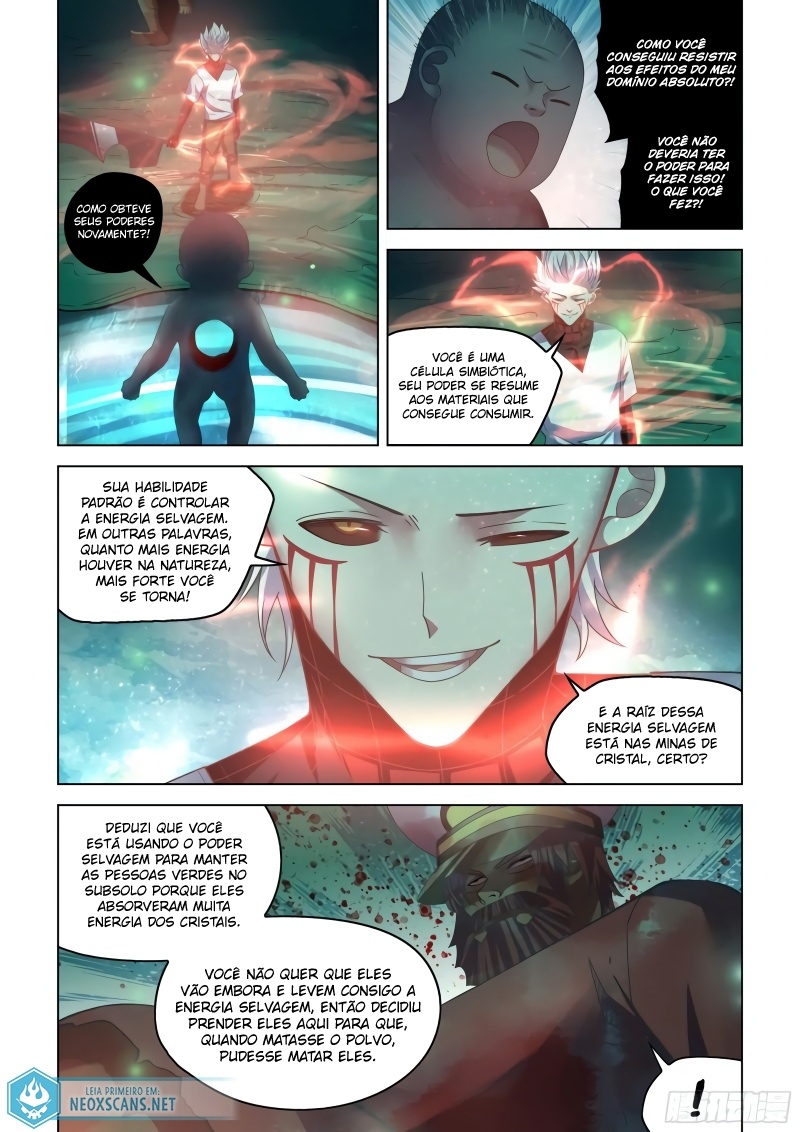 COMO OBTEVE
SEUS PODERES
NOVAMENTE?!
COMO VOCÊ
CONSEGUIU RESISTIR
AOS EFEITOS DO MEU
DOMÍNIO ABSOLUTO?!
VOCÊ NÃO
DEVERIA TER
O PODER PARA
FAZER ISSO!
O QUE VOCÊ
FEZ?!
VOCÊ É UMA
CÉLULA SIMBIÓTICA,
SEU PODER SE RESUME
AOS MATERIAIS QUE
CONSEGUE CONSUMIR.
SUA HABILIDADE
PADRÃO É CONTROLAR
A ENERGIA SELVAGEM.
EM OUTRAS PALAVRAS,
QUANTO MAIS ENERGIA
HOUVER NA NATUREZA,
MAIS FORTE VOCÊ
SE TORNA!
E A RAÍZ DESSA
ENERGIA SELVAGEM
ESTÁ NAS MINAS DE
CRISTAL, CERTO?
DEDUZI QUE VOCÊ
ESTÁ USANDO O PODER
SELVAGEM PARA MANTER
AS PESSOAS VERDES NO
SUBSOLO PORQUE ELES
ABSORVERAM MUITA
ENERGIA DOS CRISTAIS.
VOCÊ NÃO QUER QUE ELES
VÃO EMBORA E LEVEM CONSIGO A
ENERGIA SELVAGEM, ENTÃO DECIDIU
PRENDER ELES AQUI PARA QUE,
QUANDO MATASSE O POLVO,
PUDESSE MATAR ELES.
!
LEIA PRIMEIRO EM:
NEOXSCANS.NET
腾讯动漫